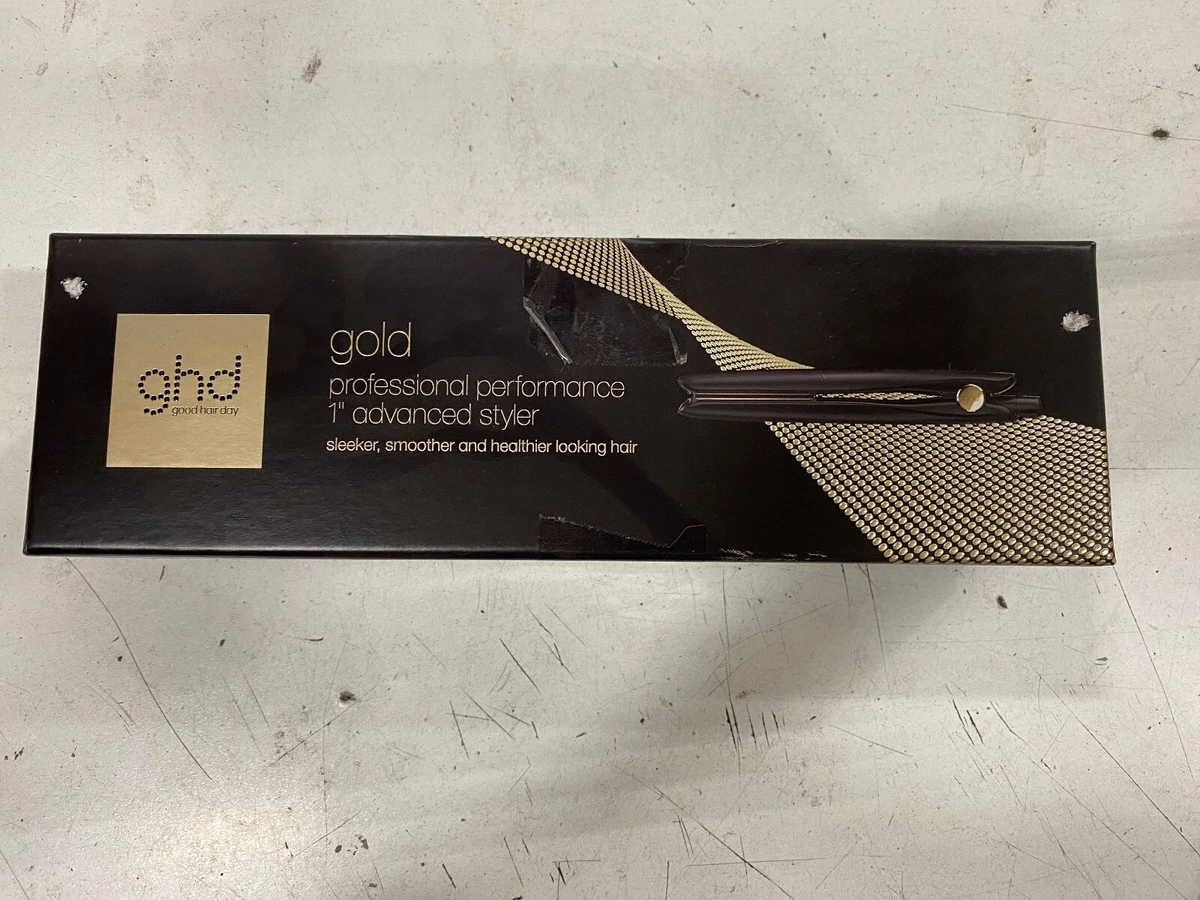 ghd
good hair day
gold
professional performance
1" advanced styler
sleeker, smoother and healthier looking hair